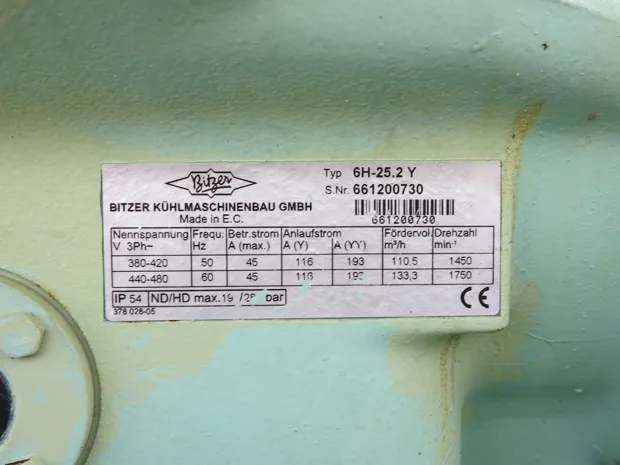 Bitzer
Typ 6H-25.2 Y
S.Nr. 661200730
661200730
BITZER KÜHLMASCHINENBAU GMBH
Made in E.C.
Nennspannung Frequ. Betr.strom Anlaufstrom Fördervol. Drehzahl
V 3Ph~ Hz A (max.) A (Y) A (YY) m³/h min⁻¹
380-420 50 45 116 193 110,5 1450
440-480 60 45 116 193 133,3 1750
IP 54 ND/HD max. 19 / bar CE
378 028-05